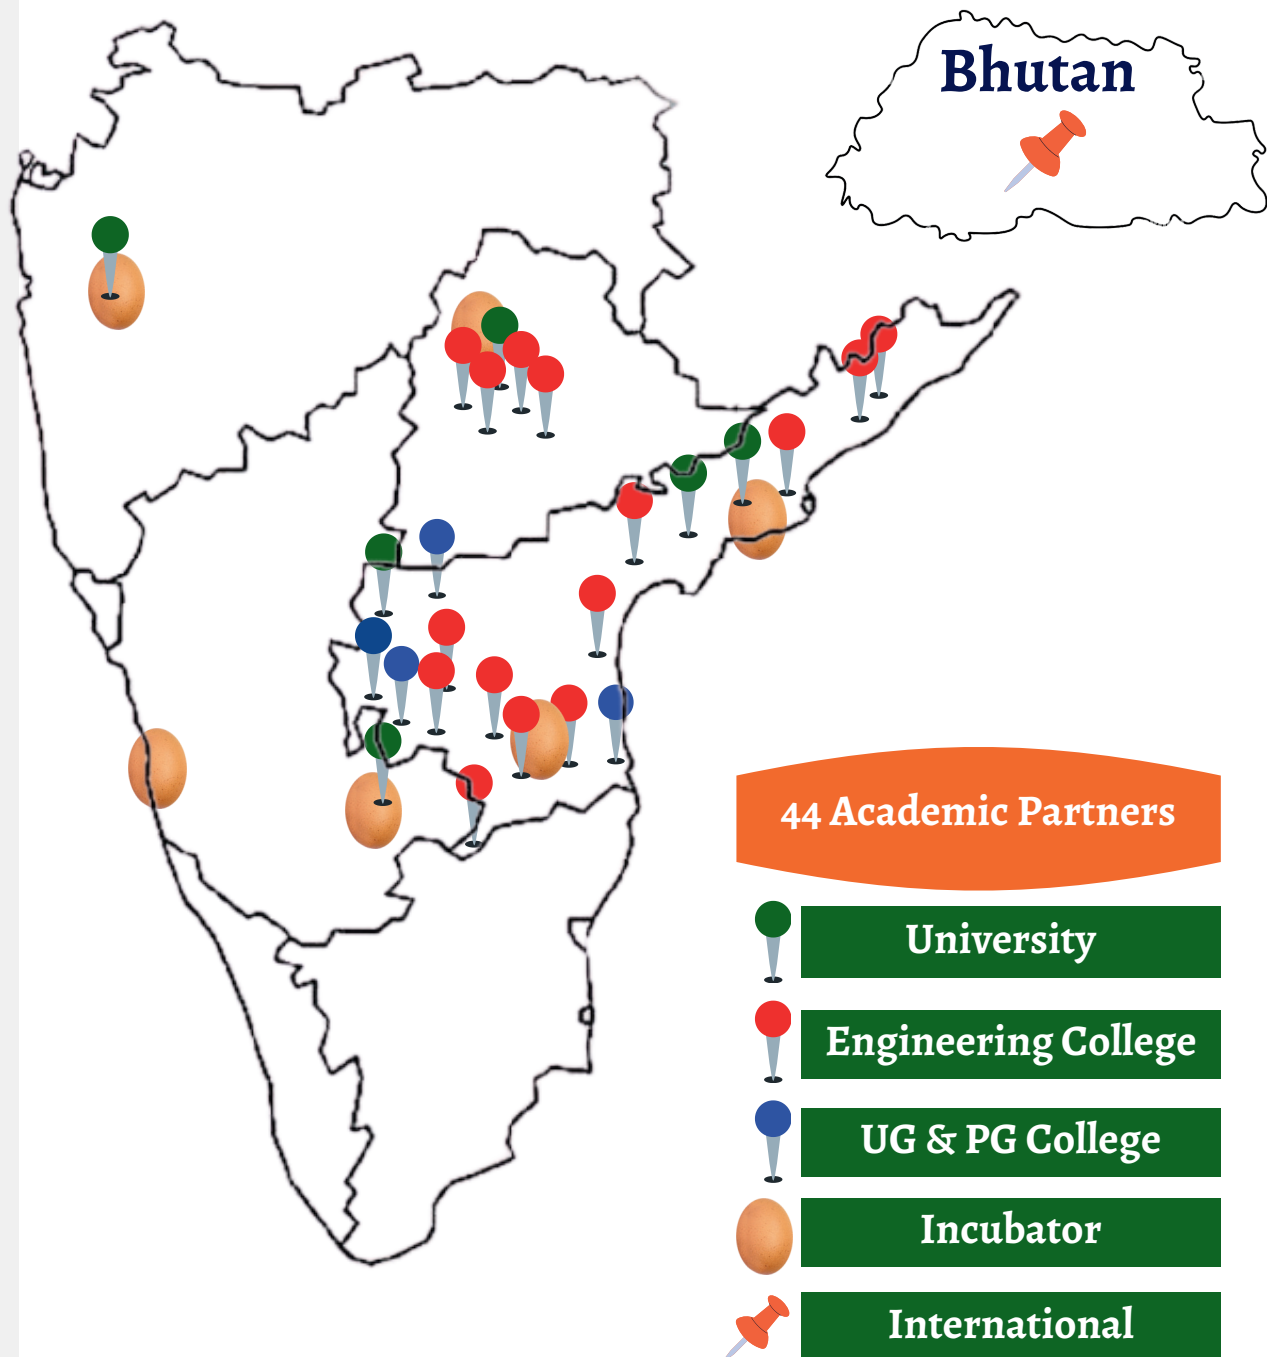 Bhutan
44 Academic Partners
University
Engineering College
UG & PG College
Incubator
International